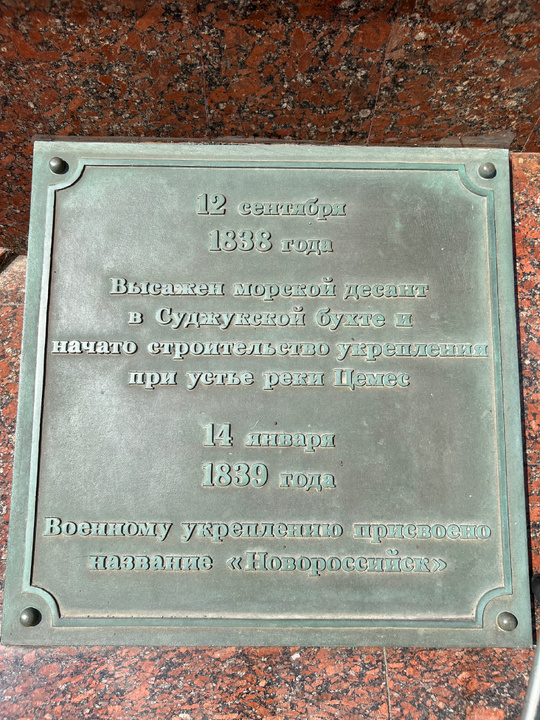 12 сентября
1838 года
Высажен морской десант
в Суджукской бухте и
начато строительство укрепления
при устье реки Цемес
14 января
1839 года
Военному укреплению присвоено
название «Новороссийск»